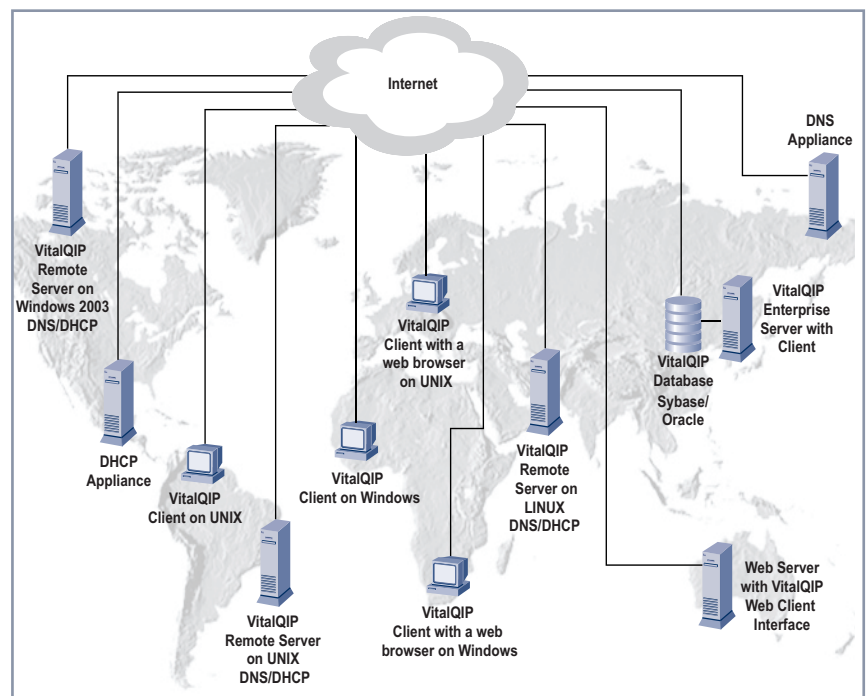 Internet
DNS
Appliance
VitalQIP
Remote
Server on
Windows 2003
DNS/DHCP
VitalQIP
Client with a
web browser
on UNIX
VitalQIP
Database
Sybase/
Oracle
VitalQIP
Enterprise
Server with
Client
DHCP
Appliance
VitalQIP
Client on UNIX
VitalQIP
Client on Windows
VitalQIP
Remote
Server on
LINUX
DNS/DHCP
VitalQIP
Remote Server
on UNIX
DNS/DHCP
VitalQIP
Client with a web
browser on Windows
Web Server
with VitalQIP
Web Client
Interface